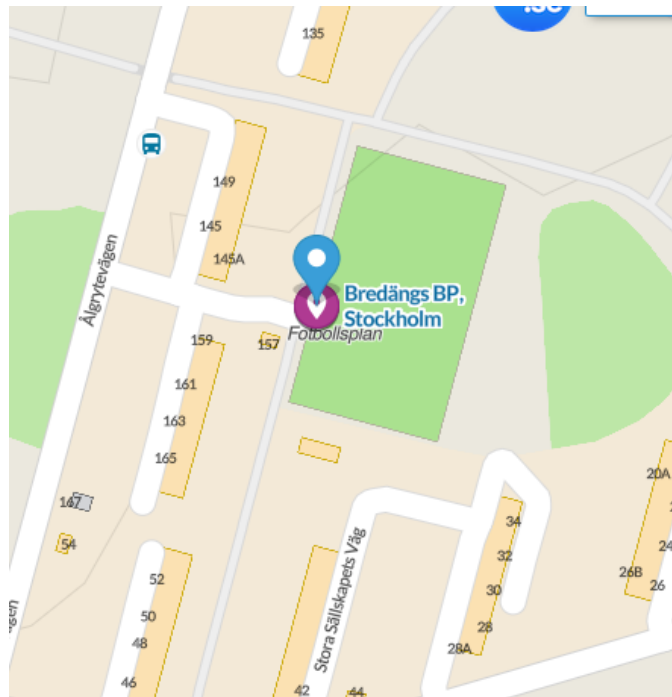 135
149
145
145A
Ålgrytevägen
Bredängs BP,
Stockholm
Fotbollsplan
159
157
161
163
165
167
54
52
50
48
46
Stora Sällskapets Väg
42
44
34
32
30
28
28A
20A
24
26B
26